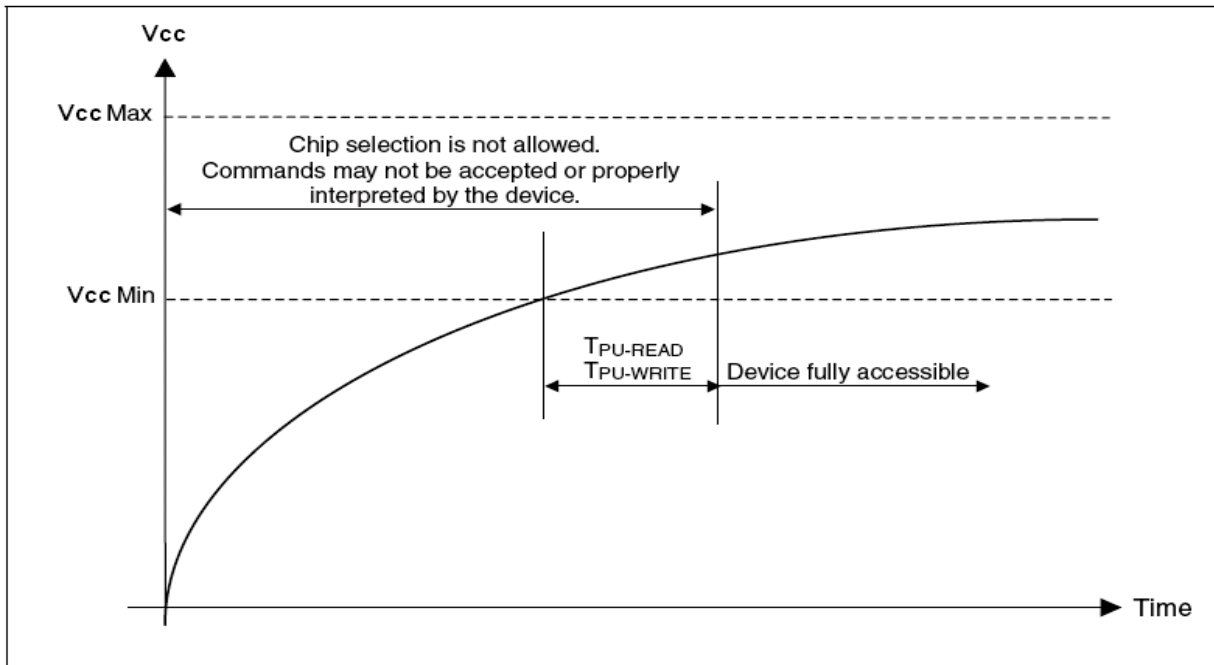 Vcc
Vcc Max
Chip selection is not allowed.
Commands may not be accepted or properly
interpreted by the device.
Vcc Min
TPU-READ
TPU-WRITE
Device fully accessible
Time